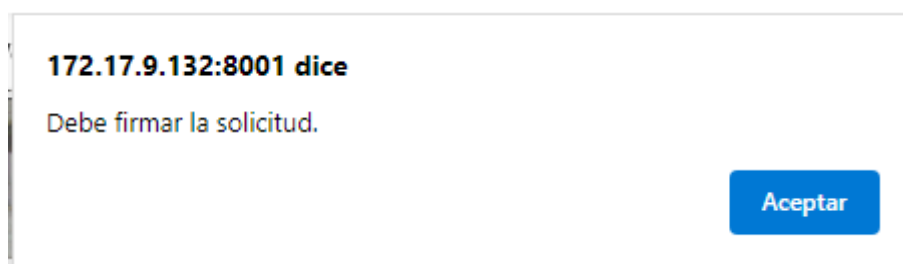 172.17.9.132:8001 dice
Debe firmar la solicitud.
Aceptar